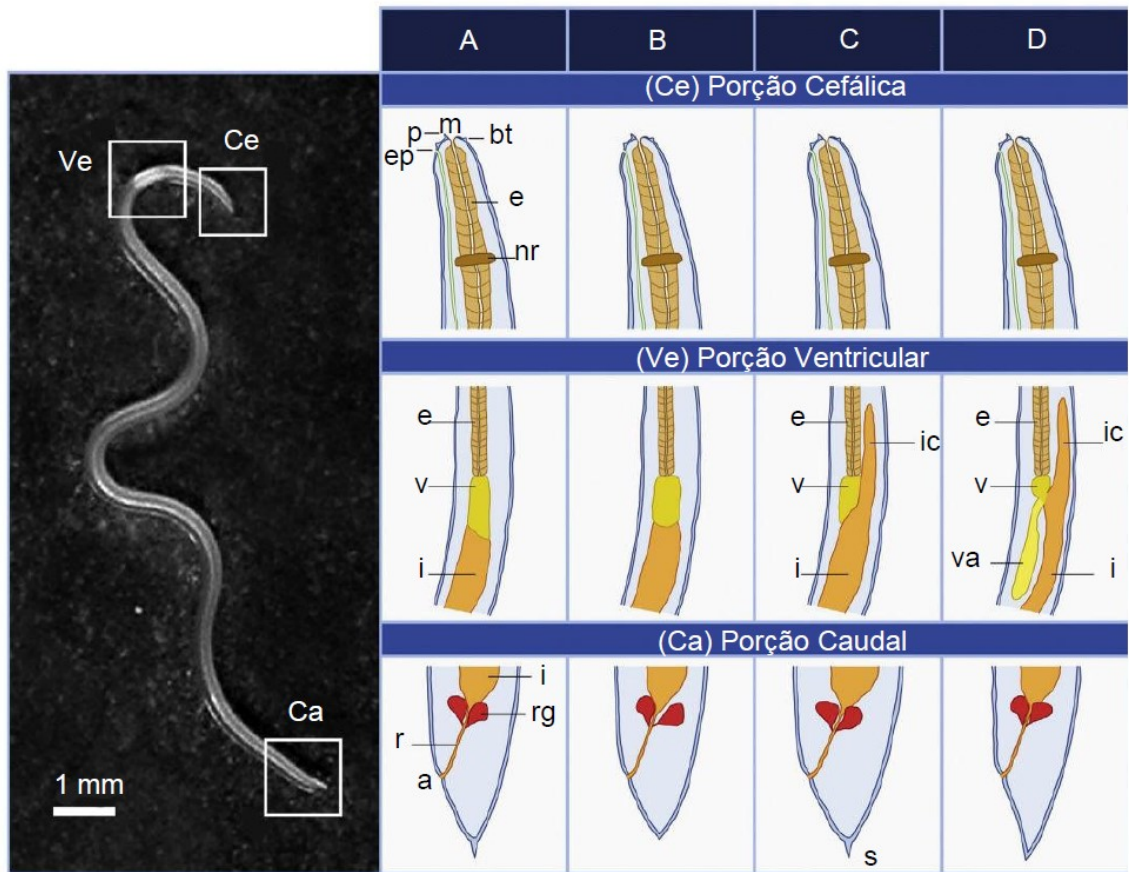 A B C D
(Ce) Porção Cefálica
Ve
Ce
p m bt
ep
e
nr
(Ve) Porção Ventricular
e e ic e ic
v v v
i i va i
(Ca) Porção Caudal
i
rg
r
a
s
Ca
1 mm